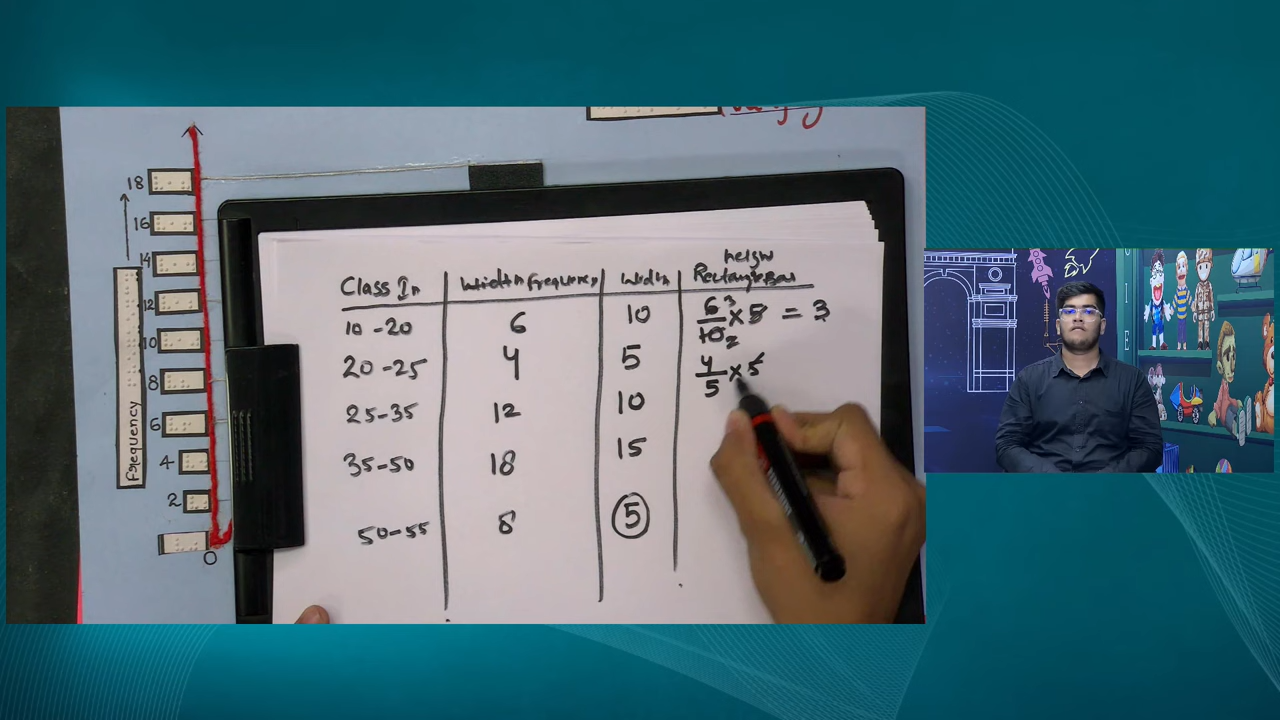 18
16
14
12
10
8
6
4
2
0
Frequency
Class In | Width Frequency | Width | Rectangle Bar
10-20 6 10 6/10 × 5 = 3
20-25 4 5 4/5 × 5
25-35 12 10
35-50 18 15
50-55 8 5